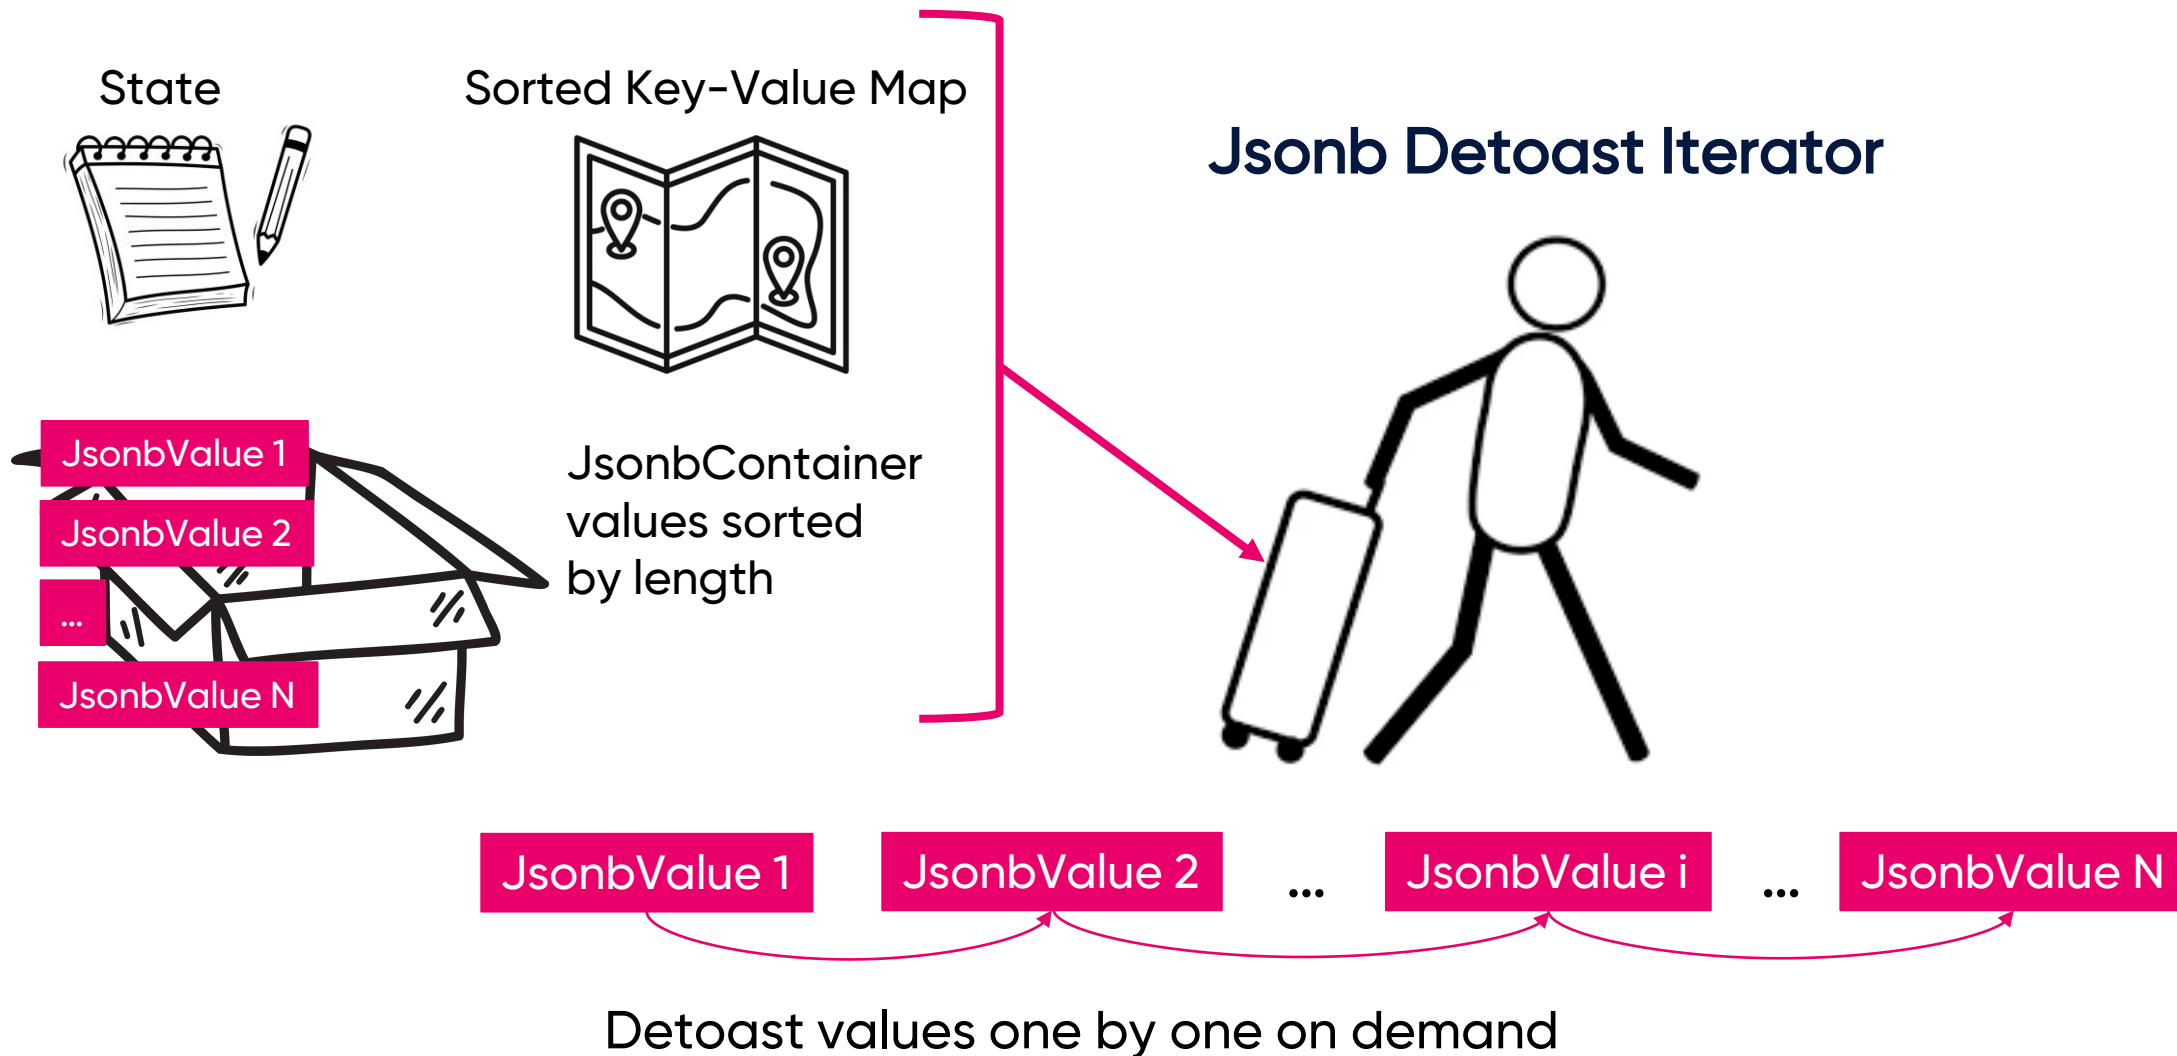 State
Sorted Key-Value Map
Jsonb Detoast Iterator
JsonbValue 1
JsonbValue 2
...
JsonbValue N
JsonbContainer
values sorted
by length
JsonbValue 1
JsonbValue 2
...
JsonbValue i
...
JsonbValue N
Detoast values one by one on demand